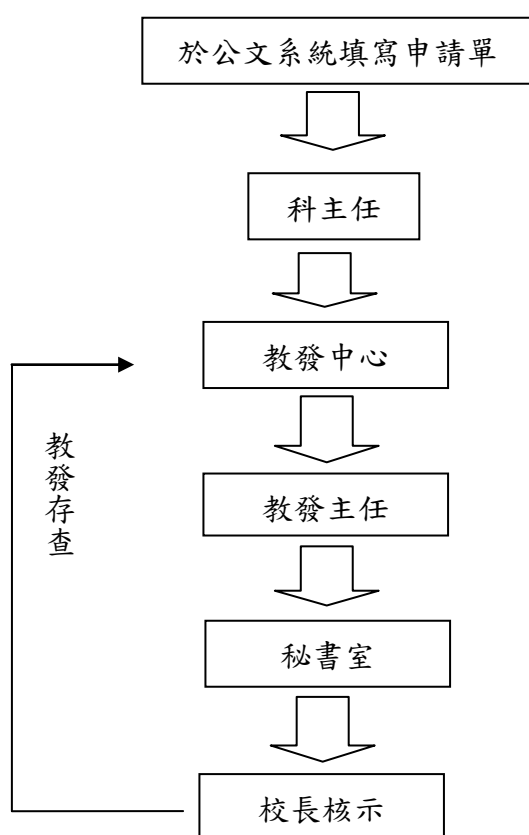 於公文系統填寫申請單
科主任
教發中心
教發存查
教發主任
秘書室
校長核示